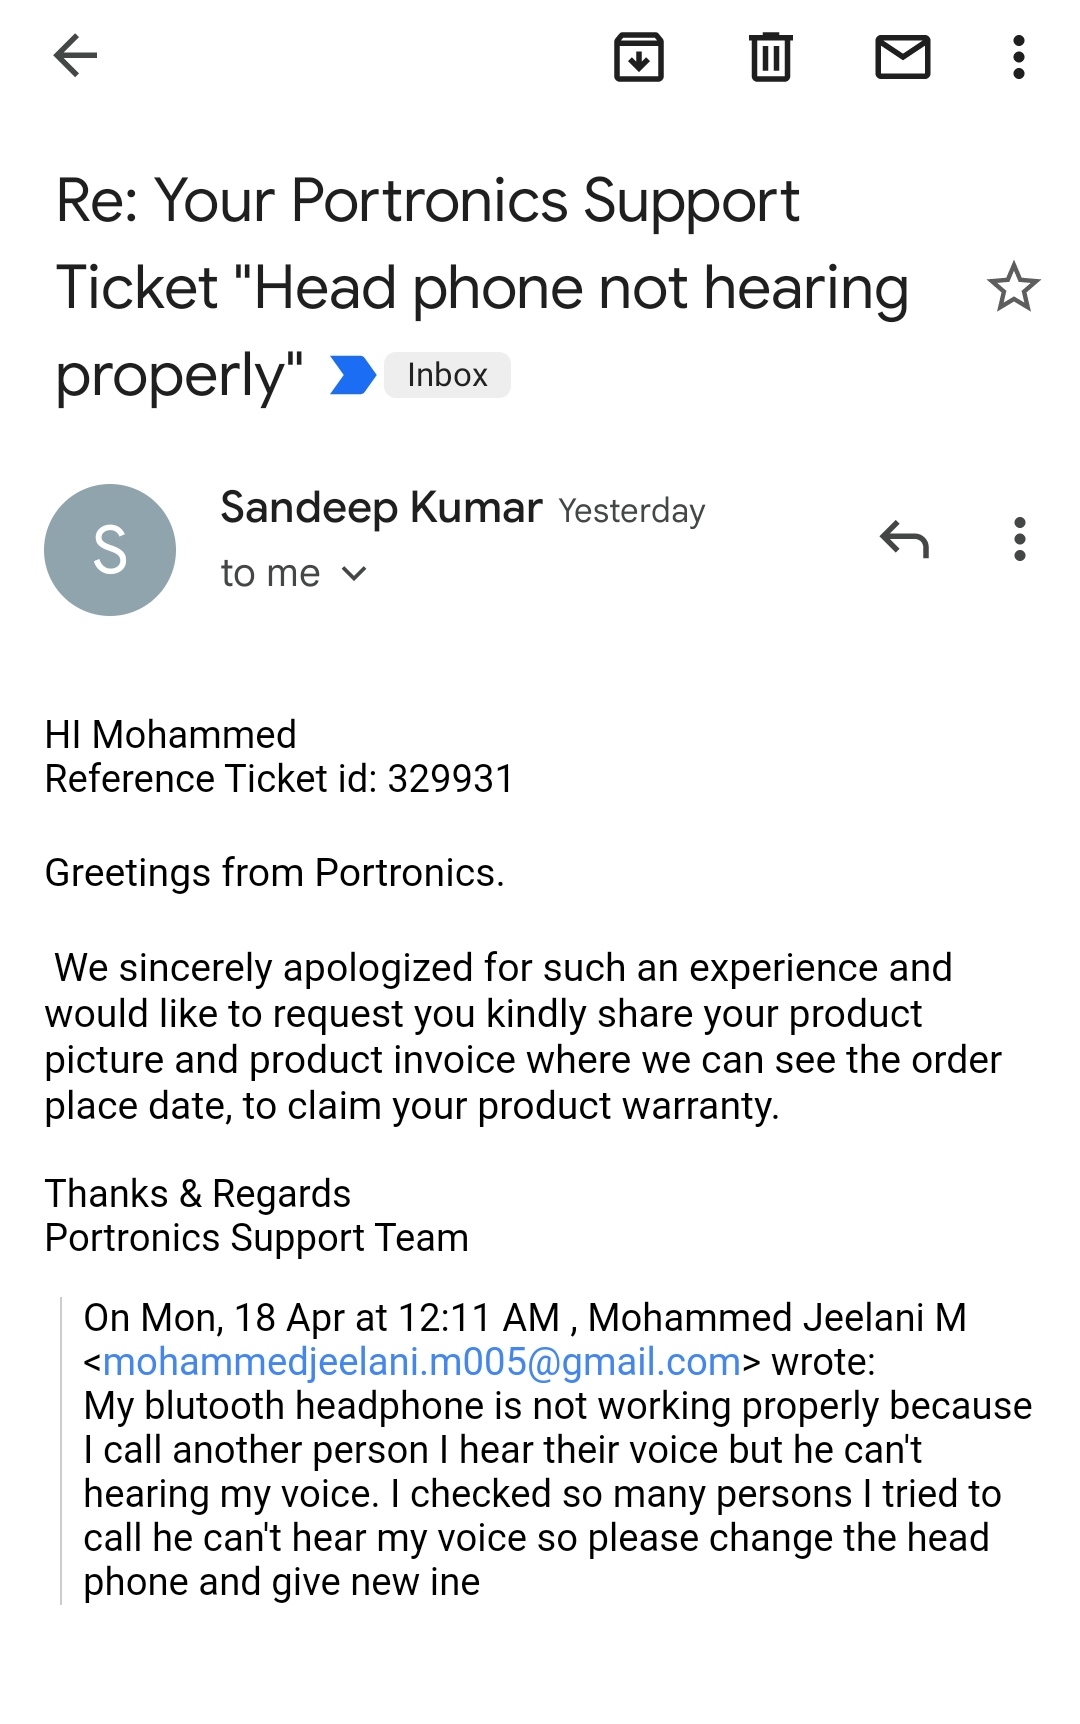 Re: Your Portronics Support
Ticket "Head phone not hearing
properly" Inbox
S
Sandeep Kumar Yesterday
to me
HI Mohammed
Reference Ticket id: 329931
Greetings from Portronics.
We sincerely apologized for such an experience and
would like to request you kindly share your product
picture and product invoice where we can see the order
place date, to claim your product warranty.
Thanks & Regards
Portronics Support Team
On Mon, 18 Apr at 12:11 AM , Mohammed Jeelani M
<mohammedjeelani.m005@gmail.com> wrote:
My blutooth headphone is not working properly because
I call another person I hear their voice but he can't
hearing my voice. I checked so many persons I tried to
call he can't hear my voice so please change the head
phone and give new ine